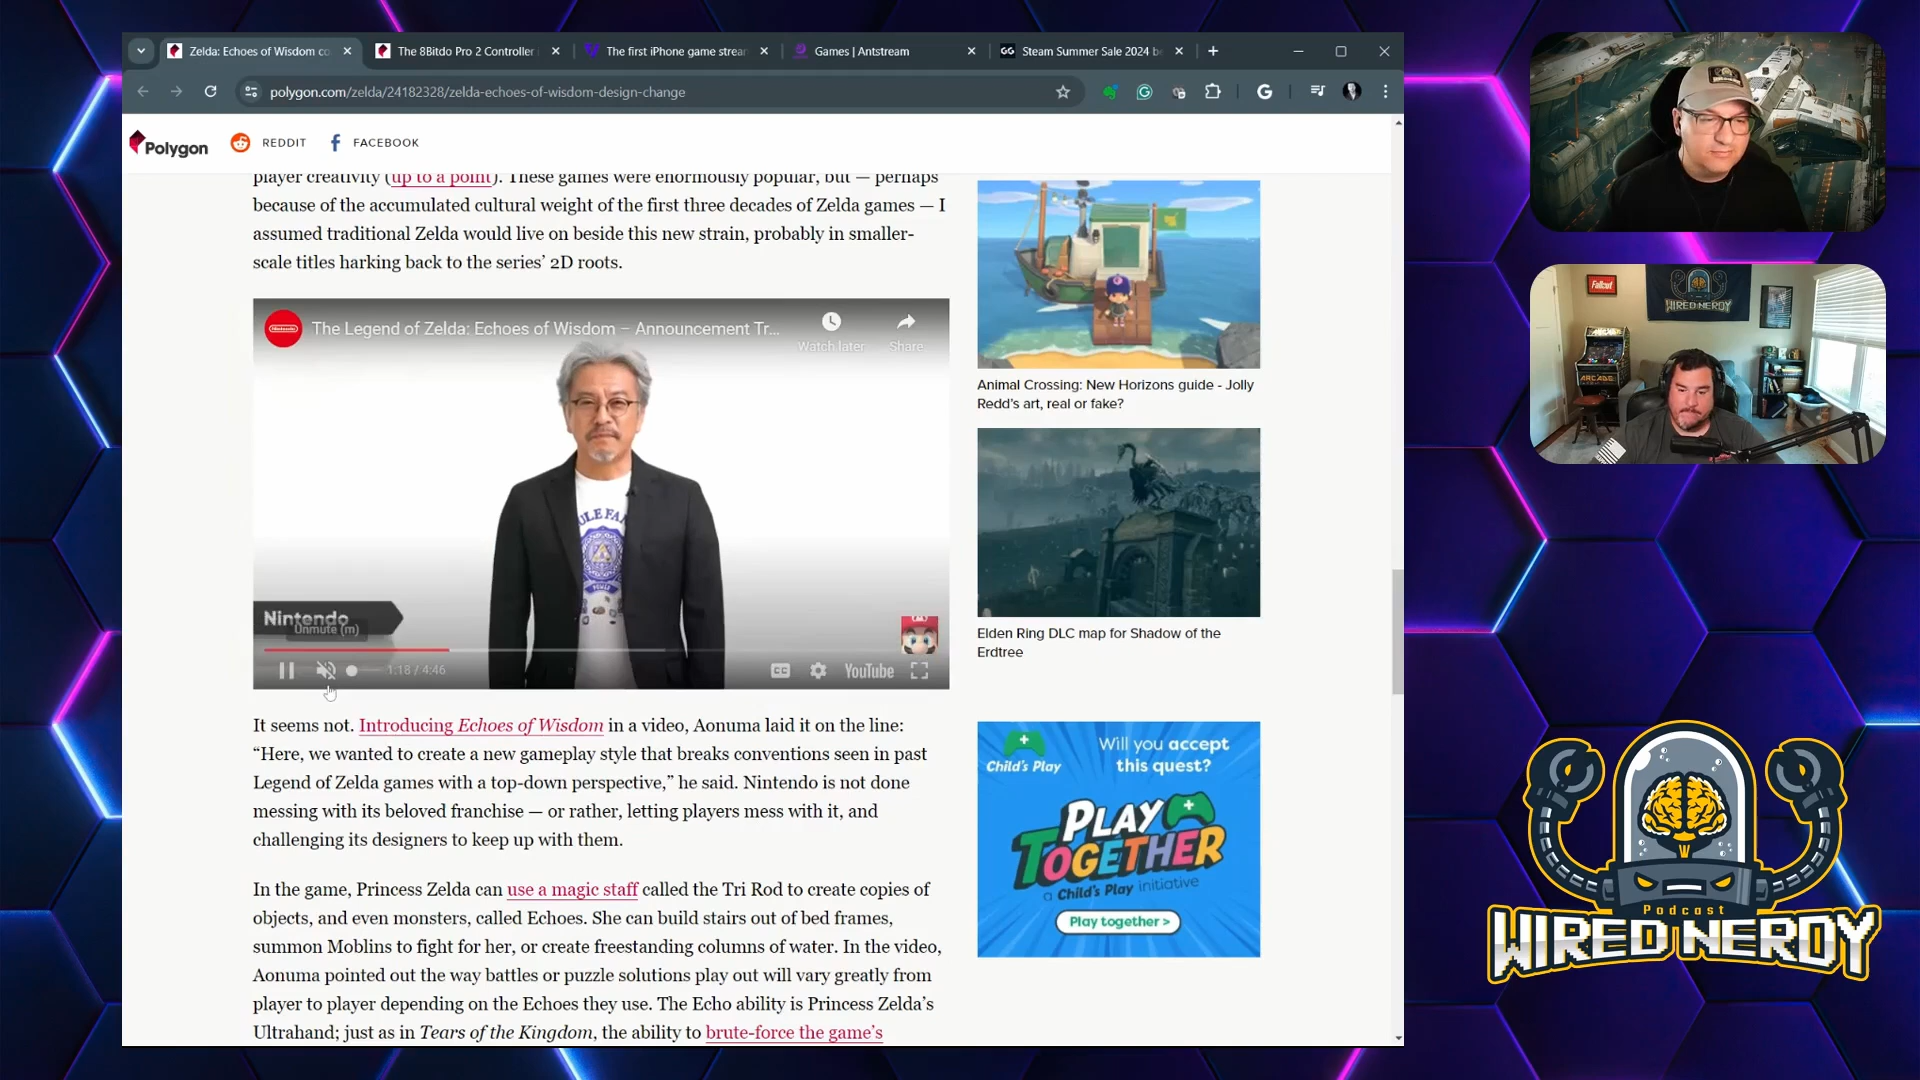 Zelda: Echoes of Wisdom co
The 8Bitdo Pro 2 Controller
The first iPhone game strear
Games | Antstream
GG
Steam Summer Sale 2024 b
polygon.com/zelda/24182328/zelda-echoes-of-wisdom-design-change
Polygon
REDDIT
FACEBOOK
player creativity (up to a point). These games were enormously popular, but — perhaps
because of the accumulated cultural weight of the first three decades of Zelda games — I
assumed traditional Zelda would live on beside this new strain, probably in smaller-
scale titles harking back to the series’ 2D roots.
The Legend of Zelda: Echoes of Wisdom – Announcement Tr...
Watch later
Share
POWER
Nintendo
Unmute (m)
1:18 / 4:46
CC
YouTube
It seems not. Introducing Echoes of Wisdom in a video, Aonuma laid it on the line:
“Here, we wanted to create a new gameplay style that breaks conventions seen in past
Legend of Zelda games with a top-down perspective,” he said. Nintendo is not done
messing with its beloved franchise — or rather, letting players mess with it, and
challenging its designers to keep up with them.
In the game, Princess Zelda can use a magic staff called the Tri Rod to create copies of
objects, and even monsters, called Echoes. She can build stairs out of bed frames,
summon Moblins to fight for her, or create freestanding columns of water. In the video,
Aonuma pointed out the way battles or puzzle solutions play out will vary greatly from
player to player depending on the Echoes they use. The Echo ability is Princess Zelda’s
Ultrahand; just as in Tears of the Kingdom, the ability to brute-force the game’s
Animal Crossing: New Horizons guide - Jolly
Redd’s art, real or fake?
Elden Ring DLC map for Shadow of the
Erdtree
Child's Play
Will you accept
this quest?
PLAY
TOGETHER
a Child's Play initiative
Play together >
Fallout
WIRED NERDY
ARCADE
Podcast
WIRED NERDY